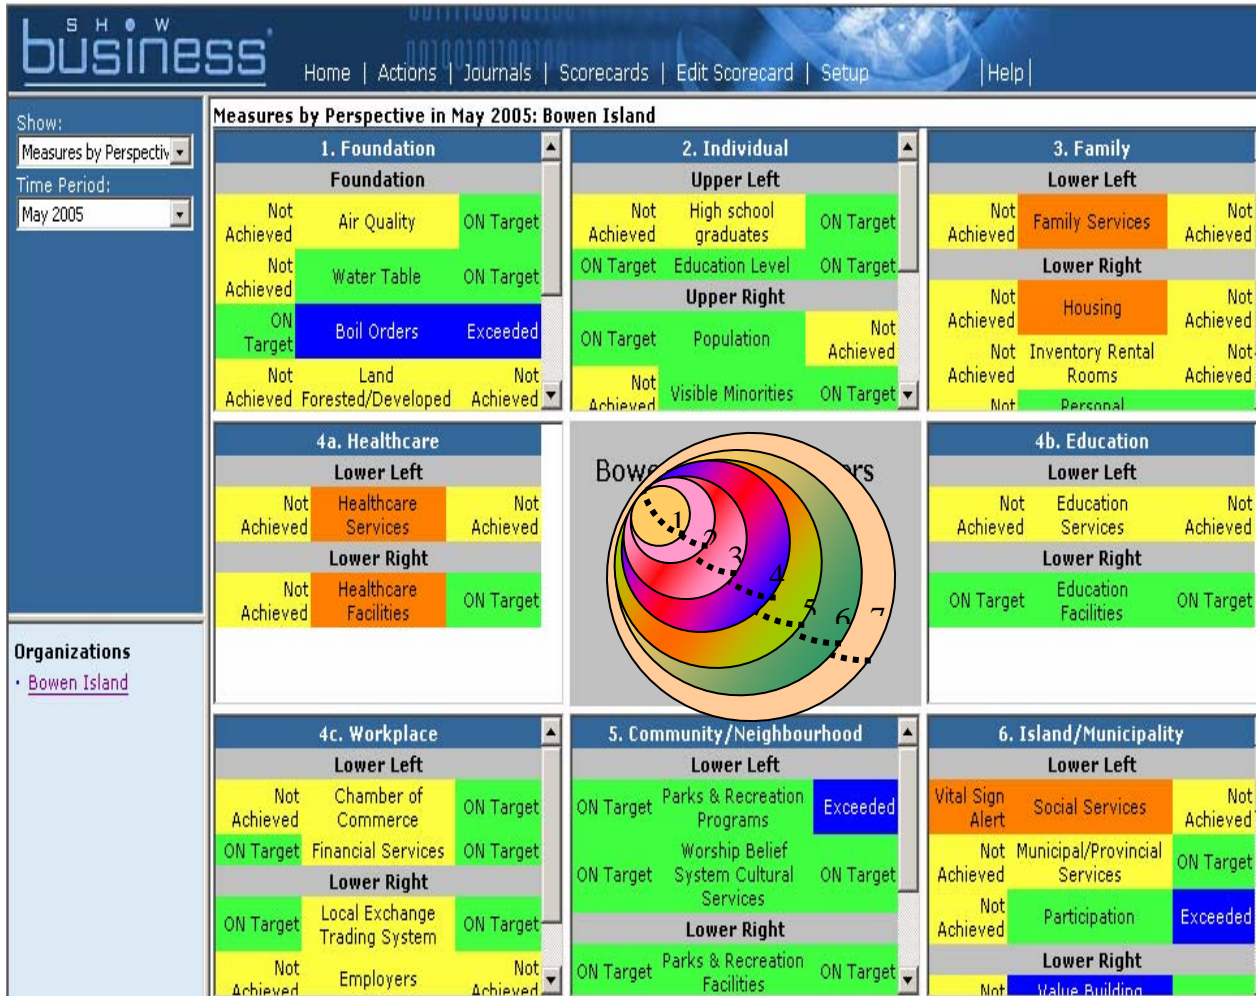 SHOW
business
Home | Actions | Journals | Scorecards | Edit Scorecard | Setup |Help|
Show:
Measures by Perspectiv
Time Period:
May 2005
Organizations
· Bowen Island
Measures by Perspective in May 2005: Bowen Island
1. Foundation
Foundation
Not Achieved Air Quality ON Target
Not Achieved Water Table ON Target
ON Target Boil Orders Exceeded
Not Achieved Land Forested/Developed Not Achieved
2. Individual
Upper Left
Not Achieved High school graduates ON Target
ON Target Education Level ON Target
Upper Right
ON Target Population Not Achieved
Not Achieved Visible Minorities ON Target
3. Family
Lower Left
Not Achieved Family Services Not Achieved
Lower Right
Not Achieved Housing Not Achieved
Not Achieved Inventory Rental Rooms Not Achieved
Not Personal
4a. Healthcare
Lower Left
Not Achieved Healthcare Services Not Achieved
Lower Right
Not Achieved Healthcare Facilities ON Target
Bowe rs
1
2
3
4
5
6
7
4b. Education
Lower Left
Not Achieved Education Services Not Achieved
Lower Right
ON Target Education Facilities ON Target
4c. Workplace
Lower Left
Not Achieved Chamber of Commerce ON Target
ON Target Financial Services ON Target
Lower Right
ON Target Local Exchange Trading System ON Target
Not Achieved Employers Not Achieved
5. Community/Neighbourhood
Lower Left
ON Target Parks & Recreation Programs Exceeded
ON Target Worship Belief System Cultural Services ON Target
Lower Right
ON Target Parks & Recreation Facilities ON Target
6. Island/Municipality
Lower Left
Vital Sign Alert Social Services Not Achieved
Not Achieved Municipal/Provincial Services ON Target
Not Achieved Participation Exceeded
Lower Right
Not Value Building